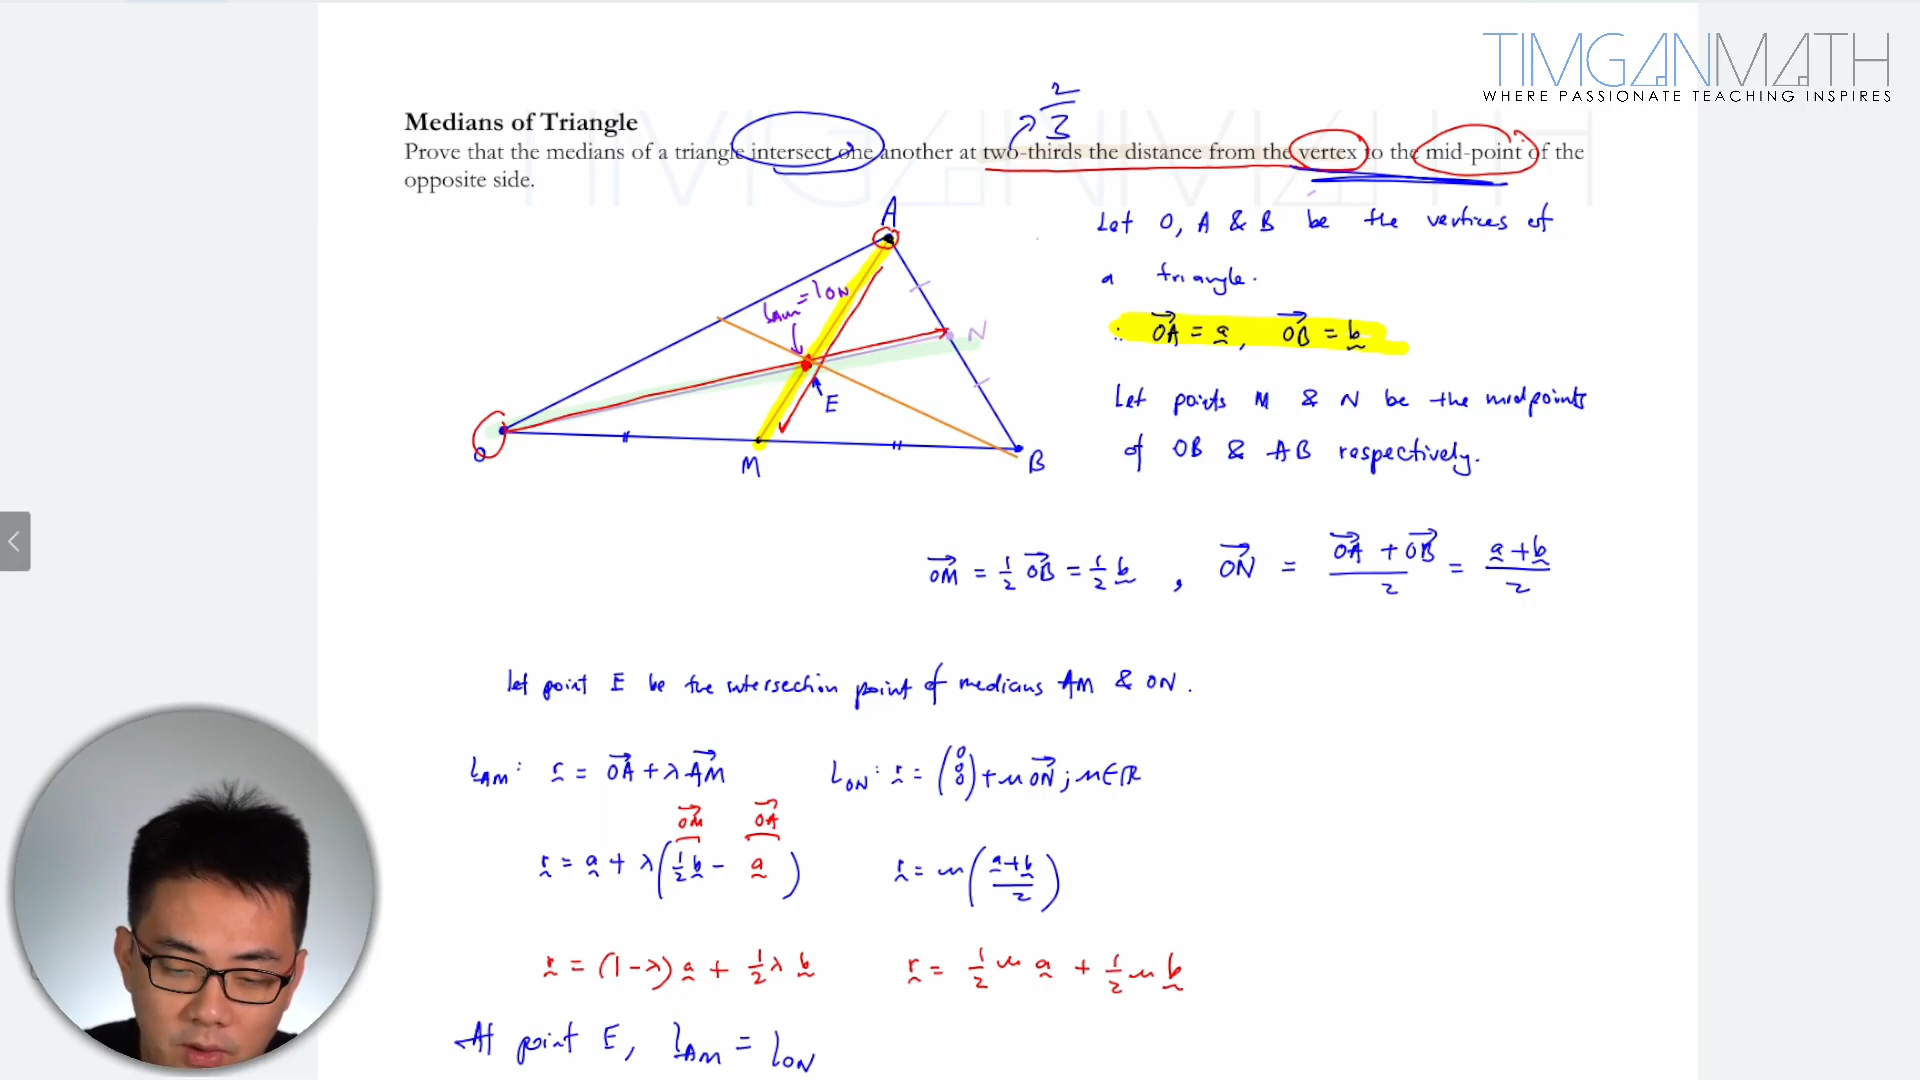 TIMGANMATH
WHERE PASSIONATE TEACHING INSPIRES
Medians of Triangle
2/3
Prove that the medians of a triangle intersect one another at two-thirds the distance from the vertex to the mid-point of the
opposite side.
A
l_AM = l_ON
N
E
O
M
B
Let O, A & B be the vertices of
a triangle.
∴ OA→ = a̰, OB→ = b̰
Let points M & N be the midpoints
of OB & AB respectively.
OM→ = 1/2 OB→ = 1/2 b̰ , ON→ = (OA→ + OB→)/2 = (a̰ + b̰)/2
Let point E be the intersection point of medians AM & ON.
l_AM: r̰ = OA→ + λ AM→
l_ON: r̰ = (0 0 0) + μ ON→ ; μ ∈ ℝ
OM→ OA→
r̰ = a̰ + λ(1/2 b̰ - a̰)
r̰ = μ((a̰ + b̰)/2)
r̰ = (1-λ) a̰ + 1/2 λ b̰
r̰ = 1/2 μ a̰ + 1/2 μ b̰
At point E, l_AM = l_ON